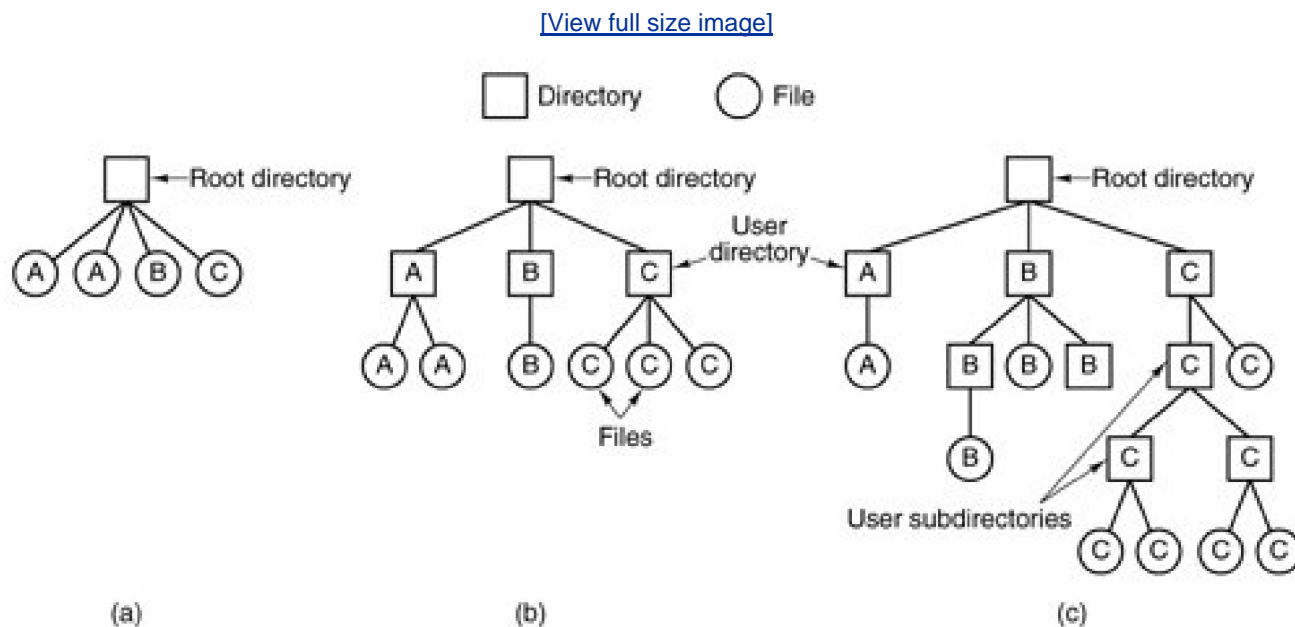 [View full size image]
Directory File
Root directory Root directory Root directory
User
directory
A A B C A B C A B C
A A B C C C A B B B C C
Files
B C C
User subdirectories
C C C C
(a) (b) (c)